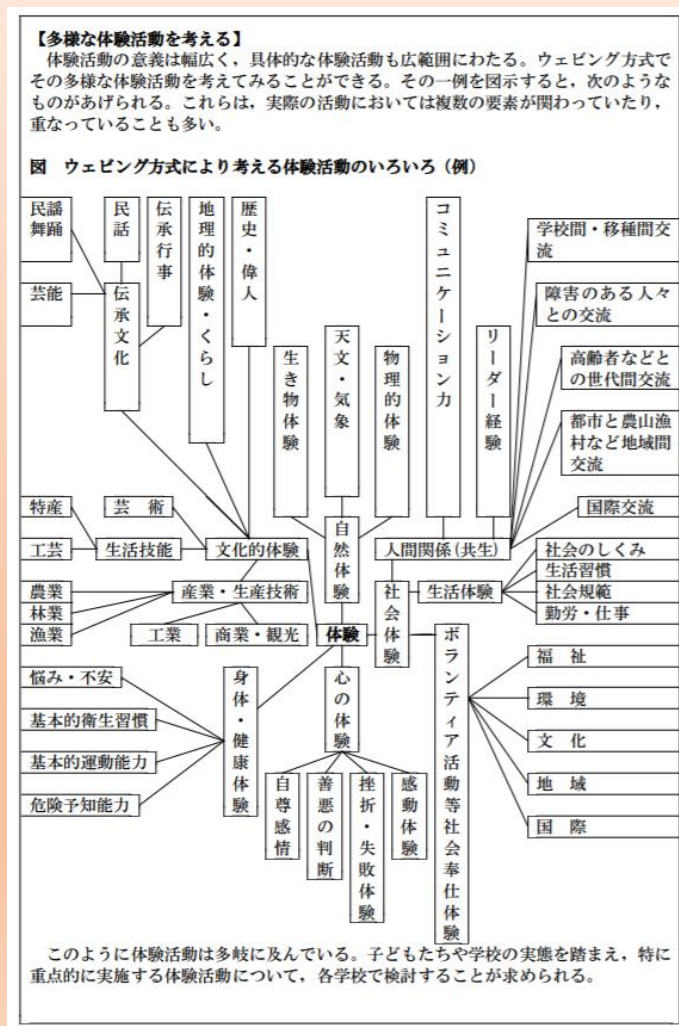 【多様な体験活動を考える】
体験活動の意義は幅広く，具体的な体験活動も広範囲にわたる。ウェビング方式で
その多様な体験活動を考えてみることができる。その一例を図示すると，次のような
ものがあげられる。これらは，実際の活動においては複数の要素が関わっていたり，
重なっていることも多い。
図　ウェビング方式により考える体験活動のいろいろ（例）
民謡
舞踊
民話
伝承行事
地理的体験・くらし
歴史・偉人
コミュニケーション力
学校間・移種間交
流
芸能
伝承文化
生き物体験
天文・気象
物理的体験
リーダー経験
障害のある人々
との交流
高齢者などと
の世代間交流
都市と農山漁
村など地域間
交流
特産
芸　術
国際交流
工芸
生活技能
文化的体験
自然体験
人間関係（共生）
社会のしくみ
生活習慣
農業
産業・生産技術
社会体験
生活体験
社会規範
林業
勤労・仕事
漁業
工業
商業・観光
体験
ボランティア活動等社会奉仕体験
福　祉
悩み・不安
身体・健康体験
心の体験
環　境
基本的衛生習慣
文　化
基本的運動能力
地　域
危険予知能力
自尊感情
善悪の判断
挫折・失敗体験
感動体験
国　際
このように体験活動は多岐に及んでいる。子どもたちや学校の実態を踏まえ，特に
重点的に実施する体験活動について，各学校で検討することが求められる。